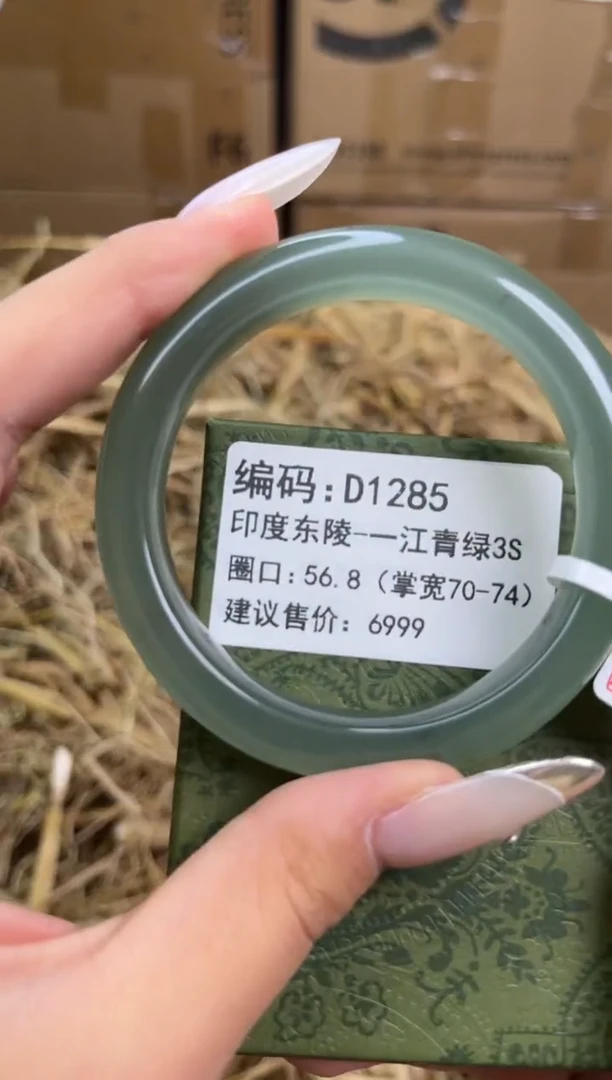 编码:D1285
印度东陵-一江青绿3S
圈口:56.8（掌宽70-74）
建议售价：6999